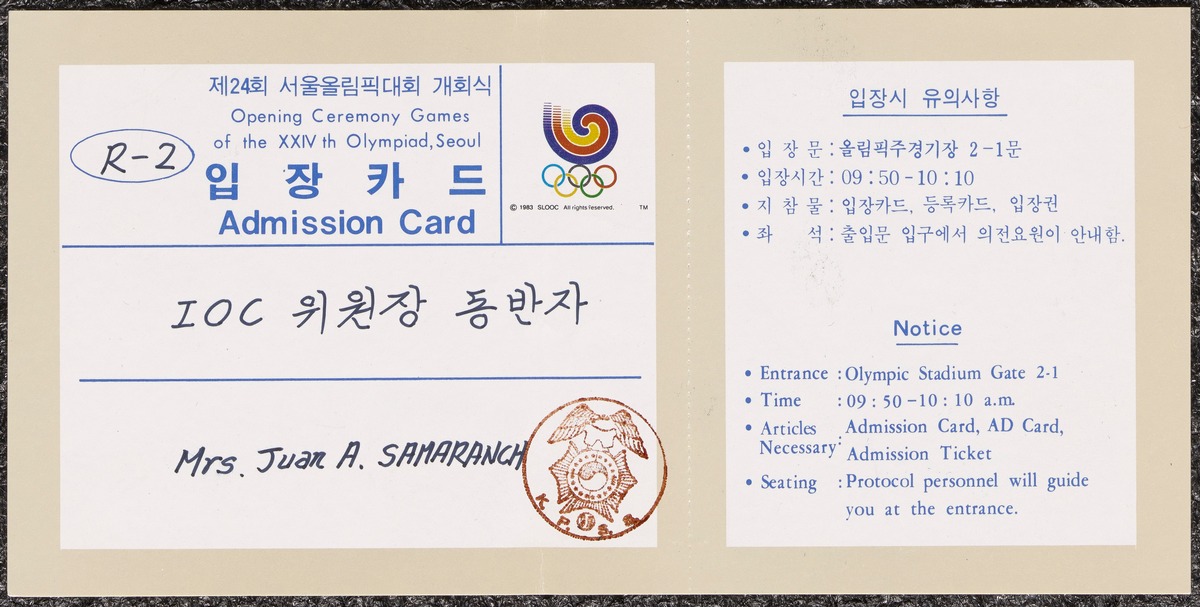 제24회 서울올림픽대회 개회식
Opening Ceremony Games
of the XXIV th Olympiad, Seoul
R-2
입 장 카 드
Admission Card
© 1983 SLOOC All rights reserved. TM
IOC 위원장 동반자
Mrs. Juan A. SAMARANCH
K. P. S. S.
입장시 유의사항
• 입 장 문 : 올림픽주경기장 2-1문
• 입장시간 : 09 : 50 - 10 : 10
• 지 참 물 : 입장카드, 등록카드, 입장권
• 좌 석 : 출입문 입구에서 의전요원이 안내함.
Notice
• Entrance : Olympic Stadium Gate 2-1
• Time : 09 : 50 - 10 : 10 a.m.
• Articles Necessary : Admission Card, AD Card,
Admission Ticket
• Seating : Protocol personnel will guide
you at the entrance.